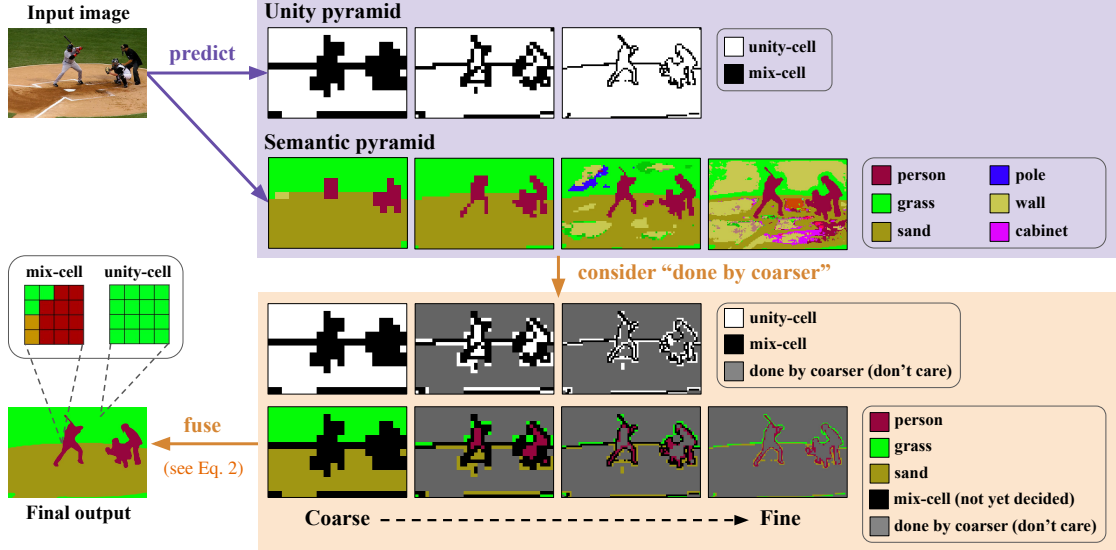 Input image
predict
Unity pyramid
unity-cell
mix-cell
Semantic pyramid
person
grass
sand
pole
wall
cabinet
consider “done by coarser”
mix-cell
unity-cell
unity-cell
mix-cell
done by coarser (don’t care)
fuse
(see Eq. 2)
person
grass
sand
mix-cell (not yet decided)
done by coarser (don’t care)
Final output
Coarse
Fine